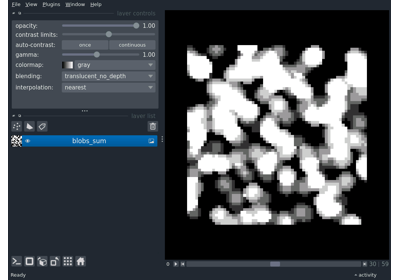 File View Plugins Window Help
layer controls
opacity: 1.00
contrast limits:
auto-contrast: once continuous
gamma: 1.00
colormap: gray
blending: translucent_no_depth
interpolation: nearest
layer list
blobs_sum
30 59
Ready
activity